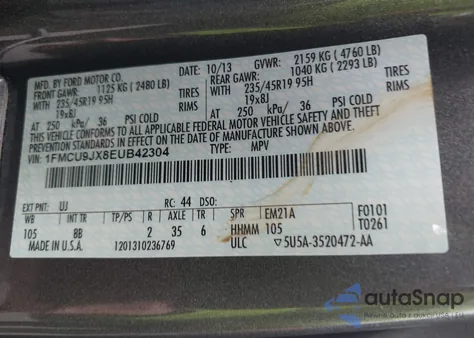 MFD. BY FORD MOTOR CO.
DATE: 10/13 GVWR: 2159 KG (4760 LB)
FRONT GAWR: 1125 KG (2480 LB) REAR GAWR: 1040 KG (2293 LB)
WITH 235/45R19 95H TIRES WITH 235/45R19 95H TIRES
19x8J RIMS 19x8J RIMS
AT 250 kPa/ 36 PSI COLD AT 250 kPa/ 36 PSI COLD
THIS VEHICLE CONFORMS TO ALL APPLICABLE FEDERAL MOTOR VEHICLE SAFETY AND THEFT
PREVENTION STANDARDS IN EFFECT ON THE DATE OF MANUFACTURE SHOWN ABOVE.
VIN: 1FMCU9JX8EUB42304 TYPE: MPV
EXT PNT: UJ RC: 44 DSO:
WB TP/PS R AXLE TR SPR EM21A F0101
105 BB 2 35 6 HHMM 105 T0261
MADE IN U.S.A. 1201310236769 ULC 5U5A-3520472-AA
autoSnap